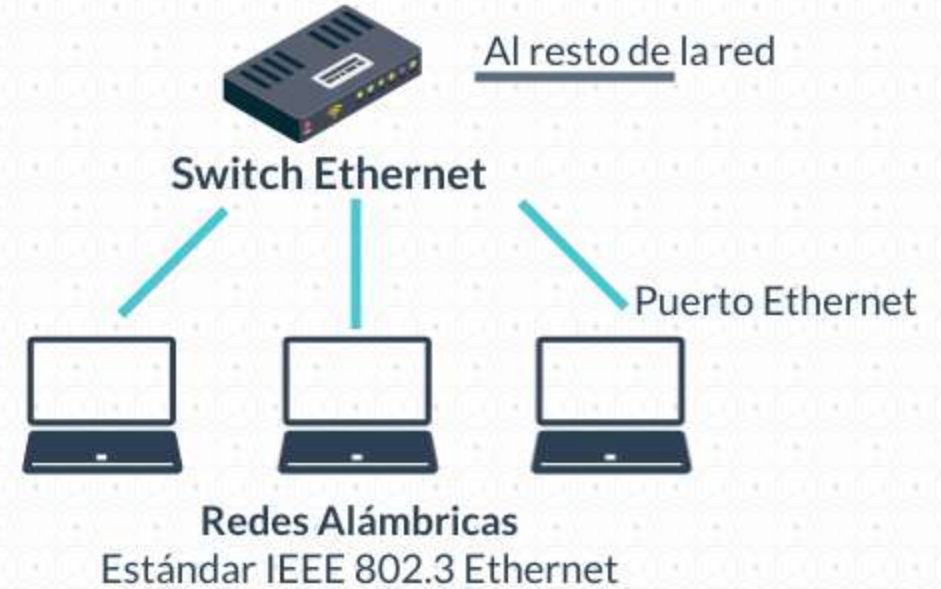 Al resto de la red
Switch Ethernet
Puerto Ethernet
Redes Alámbricas
Estándar IEEE 802.3 Ethernet